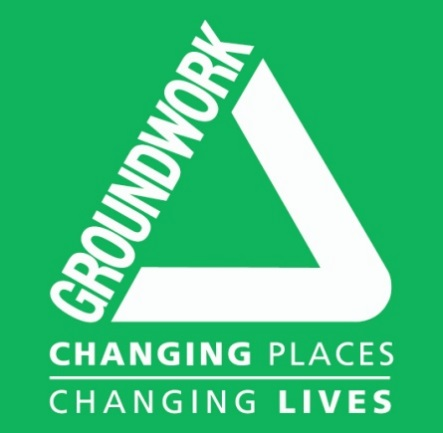 GROUNDWORK
CHANGING PLACES
CHANGING LIVES